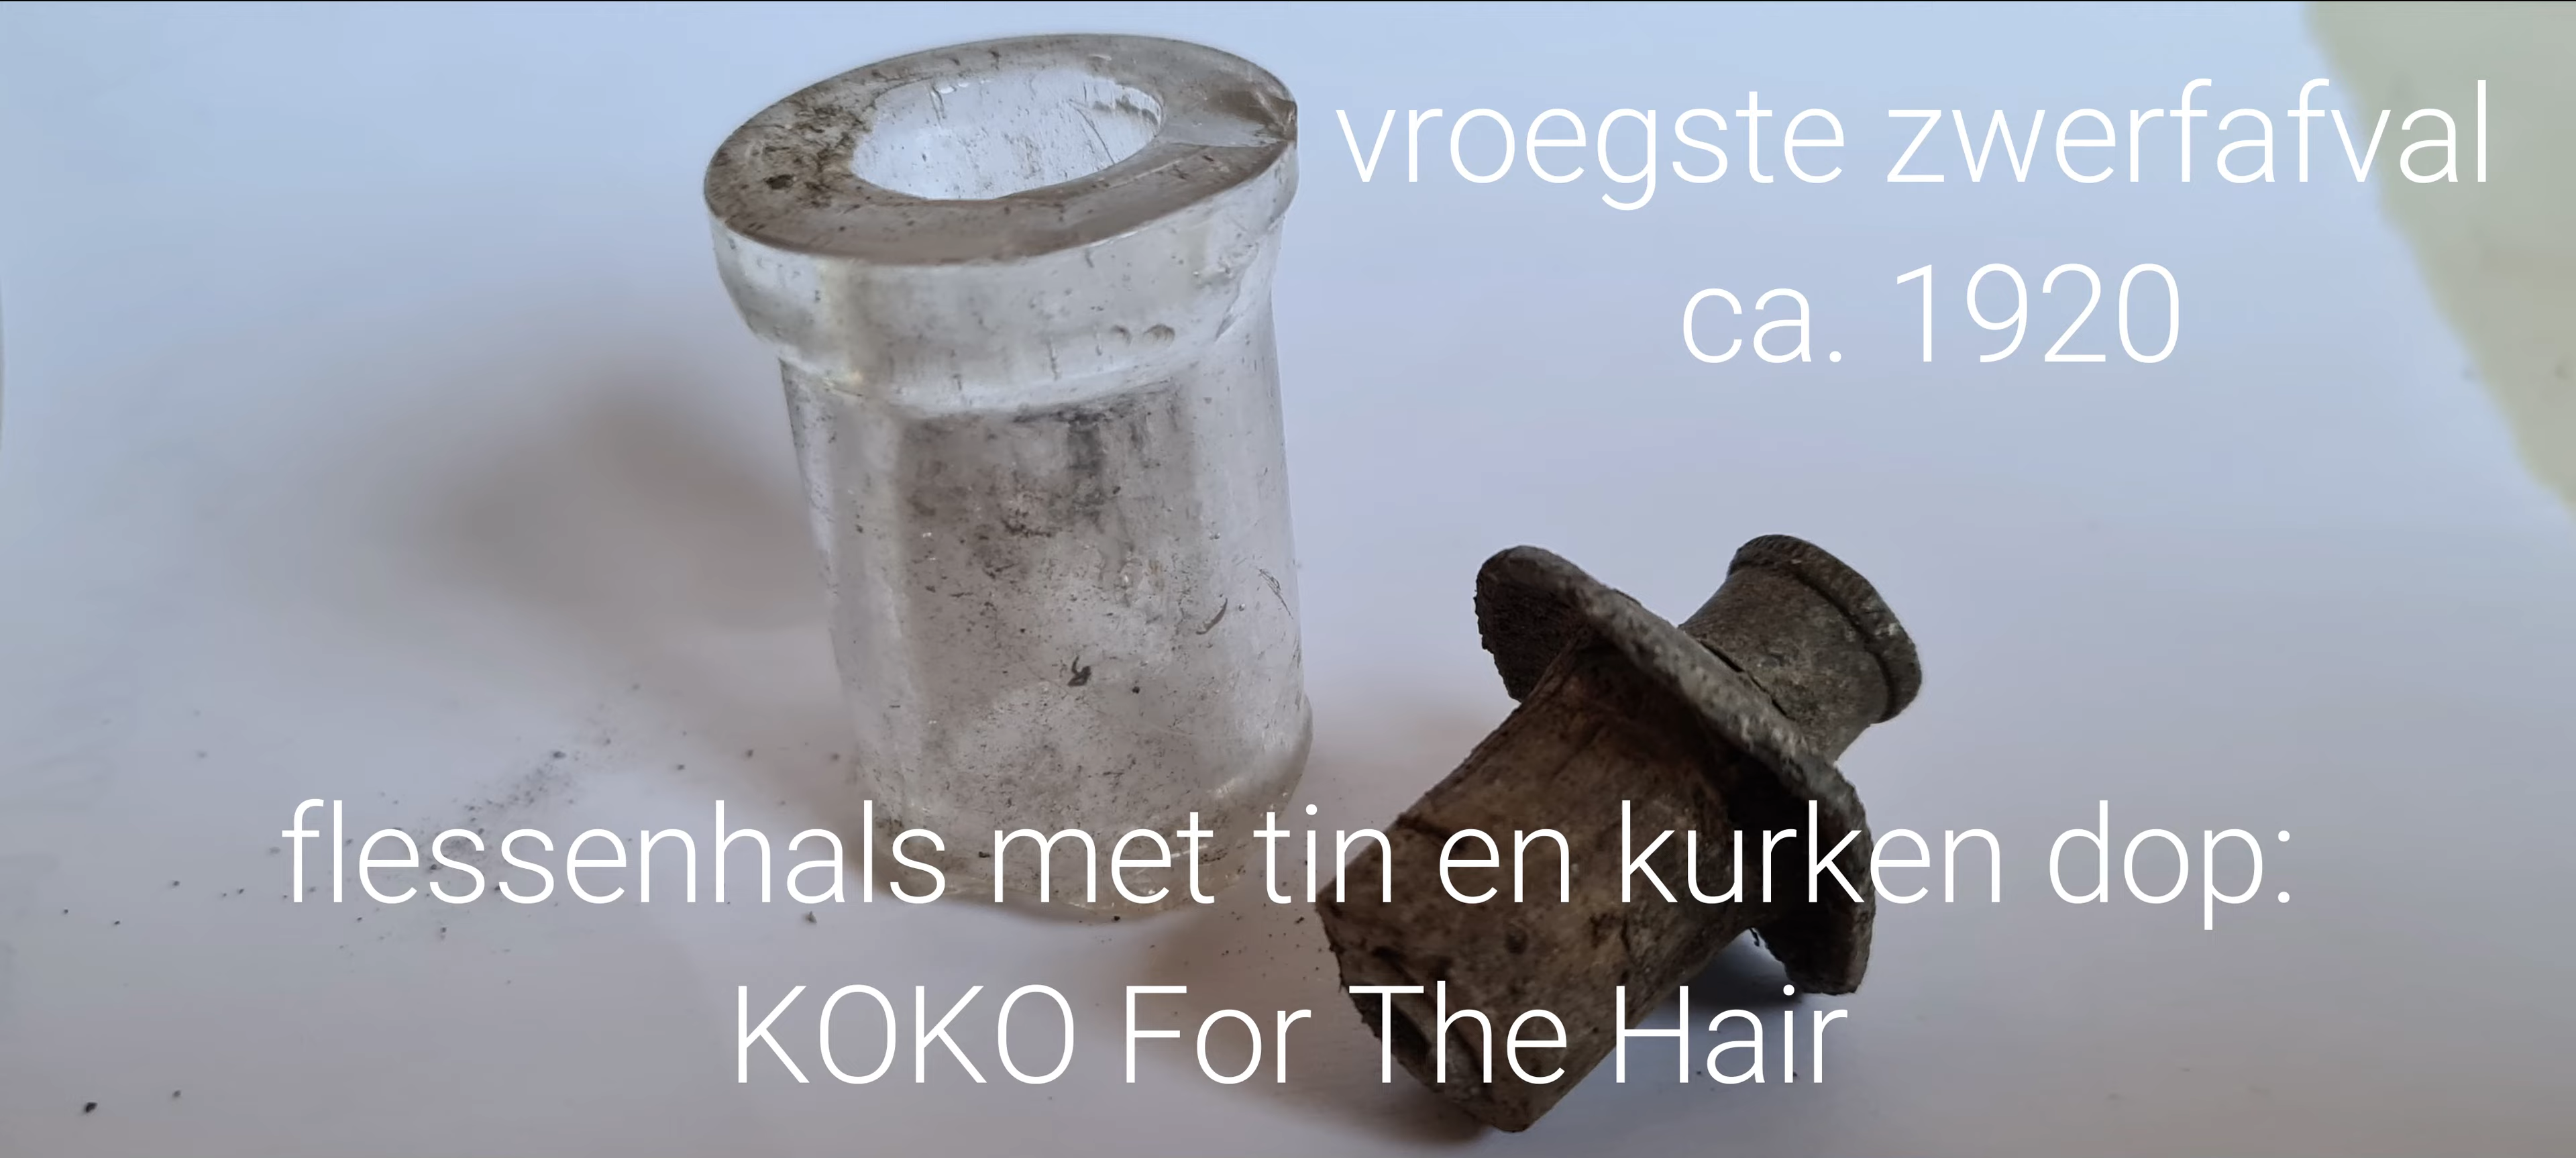 vroegste zwerfafval
ca. 1920
flessenhals met tin en kurken dop:
KOKO For The Hair